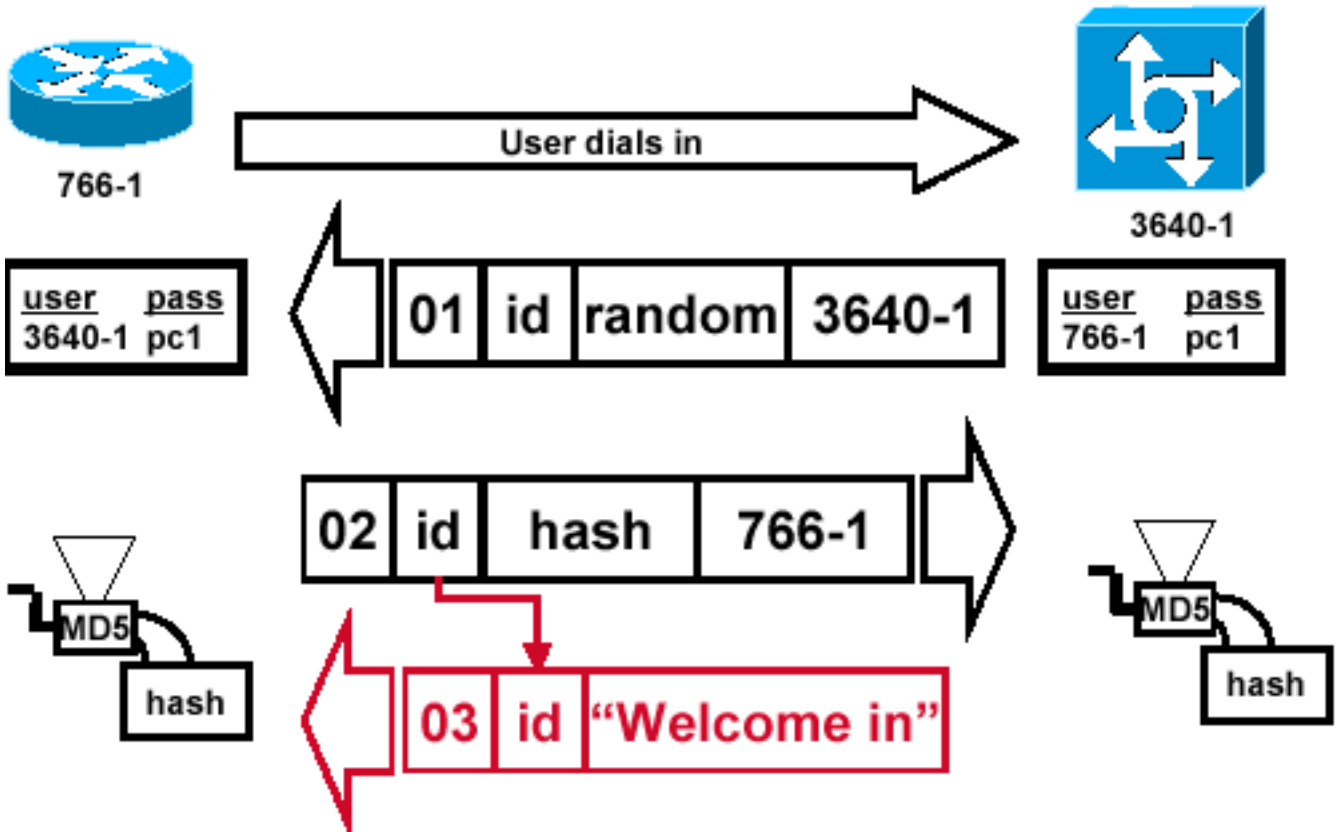 User dials in
766-1
3640-1
user pass
3640-1 pc1
01 id random 3640-1
user pass
766-1 pc1
02 id hash 766-1
MD5
hash
MD5
hash
03 id “Welcome in”